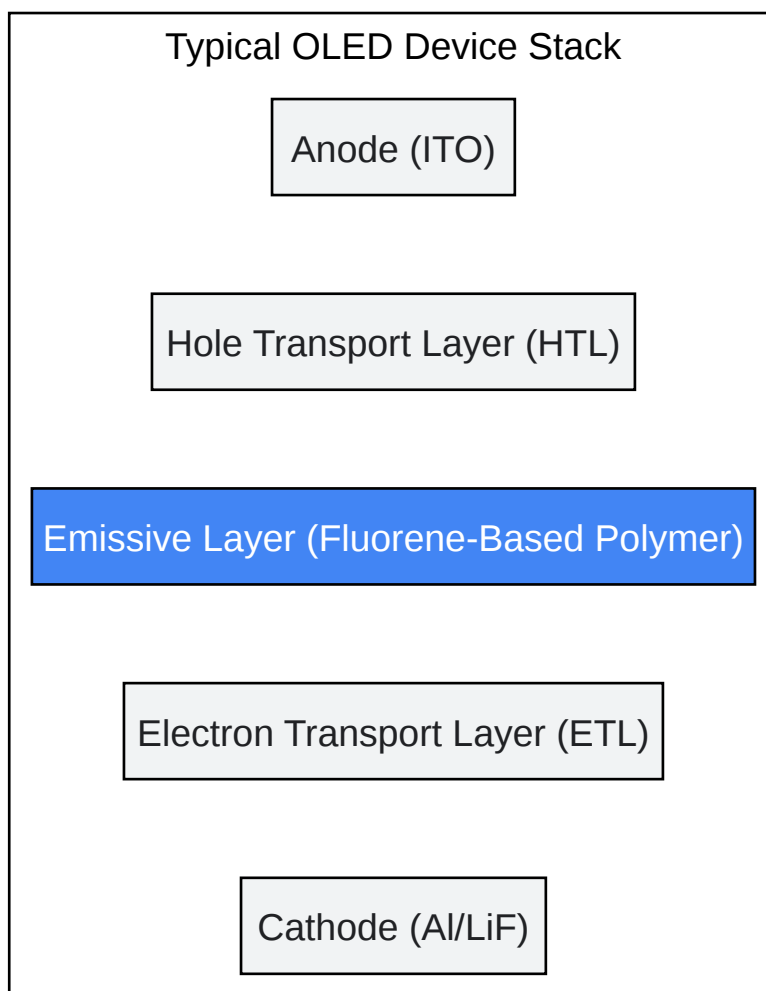 Typical OLED Device Stack
Anode (ITO)
Hole Transport Layer (HTL)
Emissive Layer (Fluorene-Based Polymer)
Electron Transport Layer (ETL)
Cathode (Al/LiF)